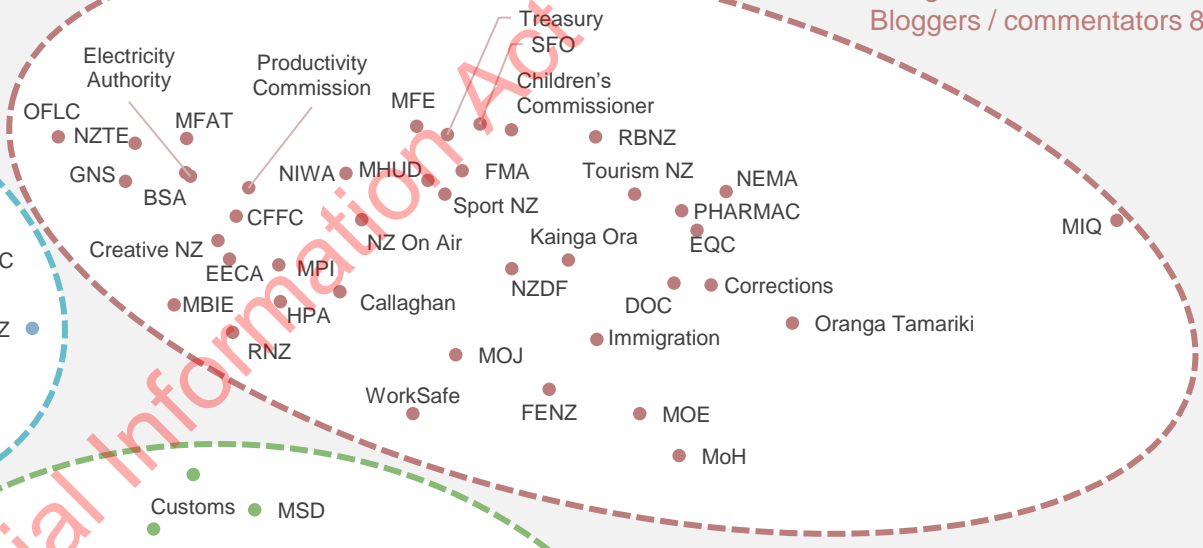 Treasury
Bloggers / commentators 8
SFO
Electricity
Authority
Productivity
Commission
Children's
Commissioner
MFE
OFLC
NZTE
MFAT
RBNZ
GNS
BSA
NIWA
MHUD
FMA
Tourism NZ
NEMA
CFFC
Sport NZ
PHARMAC
MIQ
Creative NZ
NZ On Air
Kainga Ora
EQC
C
EECA
MPI
NZDF
DOC
Corrections
MBIE
HPA
Callaghan
Z
RNZ
Immigration
Oranga Tamariki
MOJ
WorkSafe
FENZ
MOE
MoH
Customs
MSD
ial Information Act